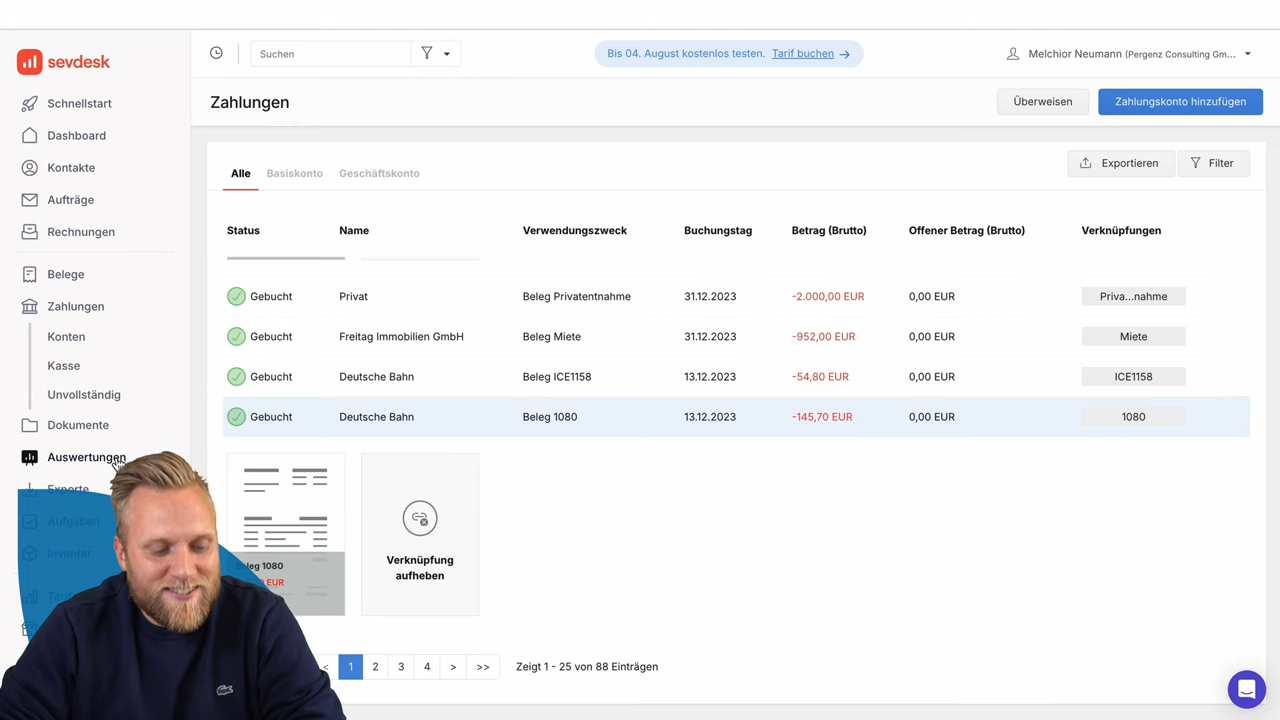 sevdesk
Suchen
Bis 04. August kostenlos testen. Tarif buchen
Melchior Neumann (Pergenz Consulting Gm...
Schnellstart
Dashboard
Kontakte
Aufträge
Rechnungen
Belege
Zahlungen
Konten
Kasse
Unvollständig
Dokumente
Auswertungen
Exporte
Aufgaben
Inventar
Zahlungen
Überweisen
Zahlungskonto hinzufügen
Alle Basiskonto Geschäftskonto
Exportieren
Filter
Status Name Verwendungszweck Buchungstag Betrag (Brutto) Offener Betrag (Brutto) Verknüpfungen
Gebucht Privat Beleg Privatentnahme 31.12.2023 -2.000,00 EUR 0,00 EUR Priva...nahme
Gebucht Freitag Immobilien GmbH Beleg Miete 31.12.2023 -952,00 EUR 0,00 EUR Miete
Gebucht Deutsche Bahn Beleg ICE1158 13.12.2023 -54,80 EUR 0,00 EUR ICE1158
Gebucht Deutsche Bahn Beleg 1080 13.12.2023 -145,70 EUR 0,00 EUR 1080
Beleg 1080
EUR
Verknüpfung
aufheben
< 1 2 3 4 > >> Zeigt 1 - 25 von 88 Einträgen